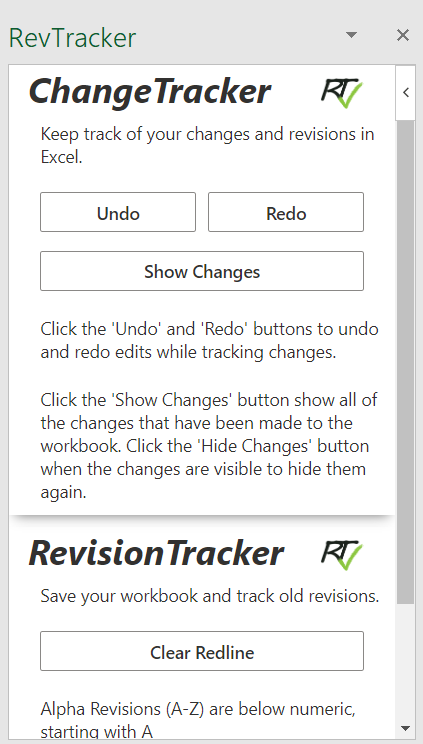 RevTracker
ChangeTracker RT
Keep track of your changes and revisions in
Excel.
Undo Redo
Show Changes
Click the 'Undo' and 'Redo' buttons to undo
and redo edits while tracking changes.
Click the 'Show Changes' button show all of
the changes that have been made to the
workbook. Click the 'Hide Changes' button
when the changes are visible to hide them
again.
RevisionTracker RT
Save your workbook and track old revisions.
Clear Redline
Alpha Revisions (A-Z) are below numeric,
starting with A